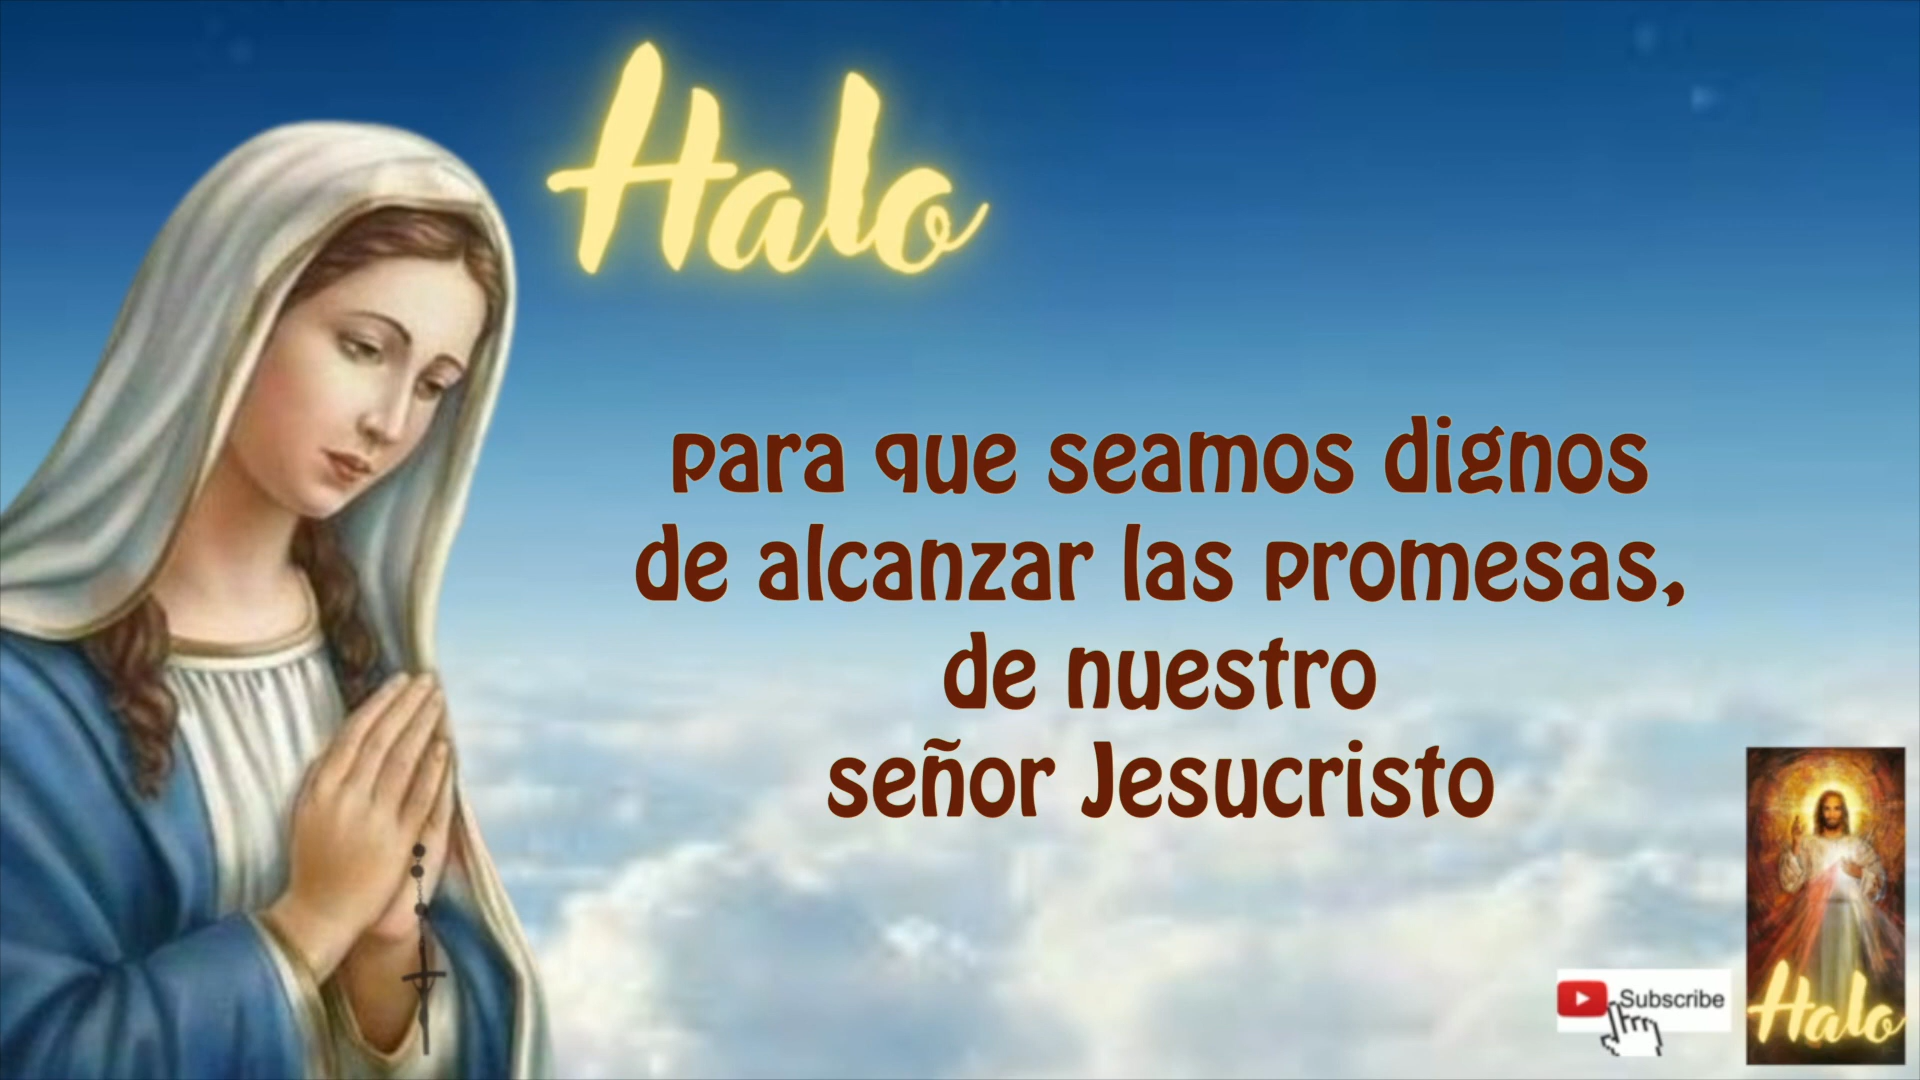 Halo
para que seamos dignos
de alcanzar las promesas,
de nuestro
señor Jesucristo
Subscribe
Halo